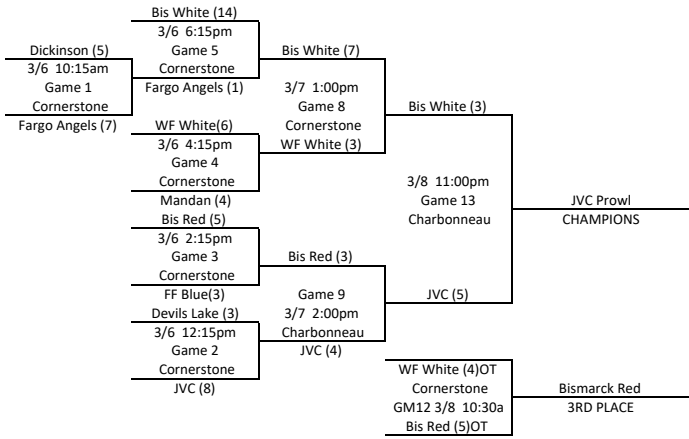 Bis White (14)
3/6 6:15pm
Game 5
Cornerstone
Fargo Angels (1)
Dickinson (5)
3/6 10:15am
Game 1
Cornerstone
Fargo Angels (7)
Bis White (7)
3/7 1:00pm
Game 8
Cornerstone
WF White (3)
WF White(6)
3/6 4:15pm
Game 4
Cornerstone
Mandan (4)
Bis White (3)
3/8 11:00pm
Game 13
Charbonneau
JVC Prowl
CHAMPIONS
Bis Red (5)
3/6 2:15pm
Game 3
Cornerstone
FF Blue(3)
Bis Red (3)
Game 9
3/7 2:00pm
Charbonneau
JVC (4)
JVC (5)
Devils Lake (3)
3/6 12:15pm
Game 2
Cornerstone
JVC (8)
WF White (4)OT
Cornerstone
GM12 3/8 10:30a
Bis Red (5)OT
Bismarck Red
3RD PLACE